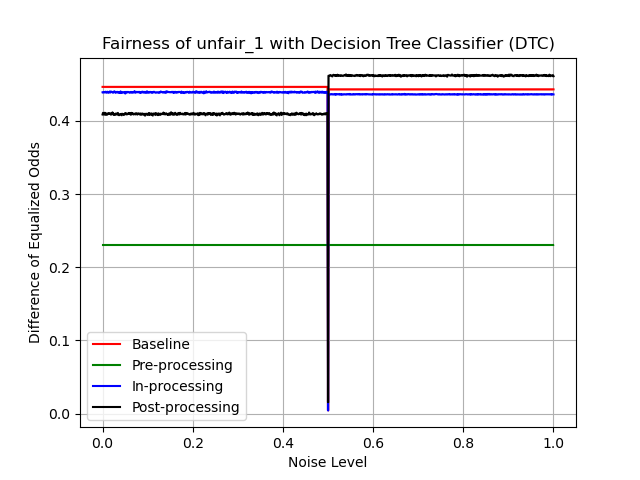 Fairness of unfair_1 with Decision Tree Classifier (DTC)
Difference of Equalized Odds
0.4
0.3
0.2
0.1
0.0
Baseline
Pre-processing
In-processing
Post-processing
0.0 0.2 0.4 0.6 0.8 1.0
Noise Level